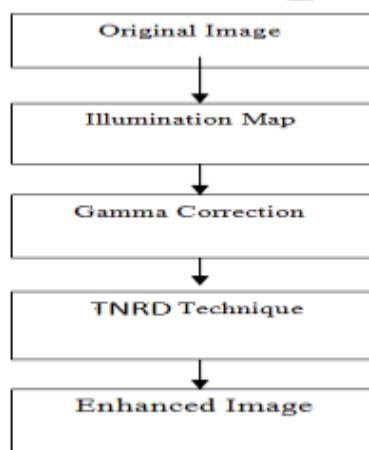 Original Image
Illumination Map
Gamma Correction
TNRD Technique
Enhanced Image